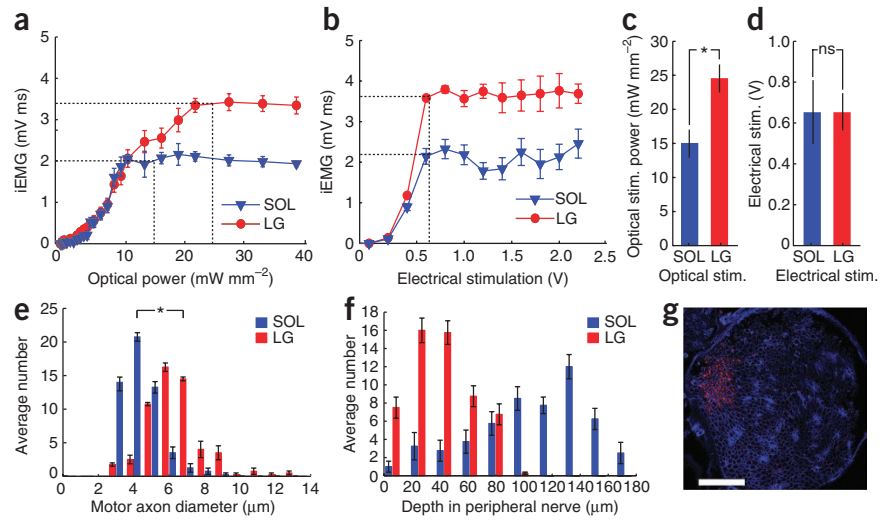 a
iEMG (mV ms)
5
4
3
2
1
0
0 10 20 30 40
Optical power (mW mm−2)
SOL
LG
b
iEMG (mV ms)
5
4
3
2
1
0
0 0.5 1.0 1.5 2.0 2.5
Electrical stimulation (V)
SOL
LG
c
Optical stim. power (mW mm−2)
30
25
20
15
10
5
0
*
SOL LG
Optical stim.
d
Electrical stim. (V)
1.0
0.8
0.6
0.4
0.2
0
ns
SOL LG
Electrical stim.
e
Average number
25
20
15
10
5
0
0 2 4 6 8 10 12 14
Motor axon diameter (μm)
*
SOL
LG
f
Average number
18
16
14
12
10
8
6
4
2
0
0 20 40 60 80 100 120 140 160 180
Depth in peripheral nerve (μm)
SOL
LG
g